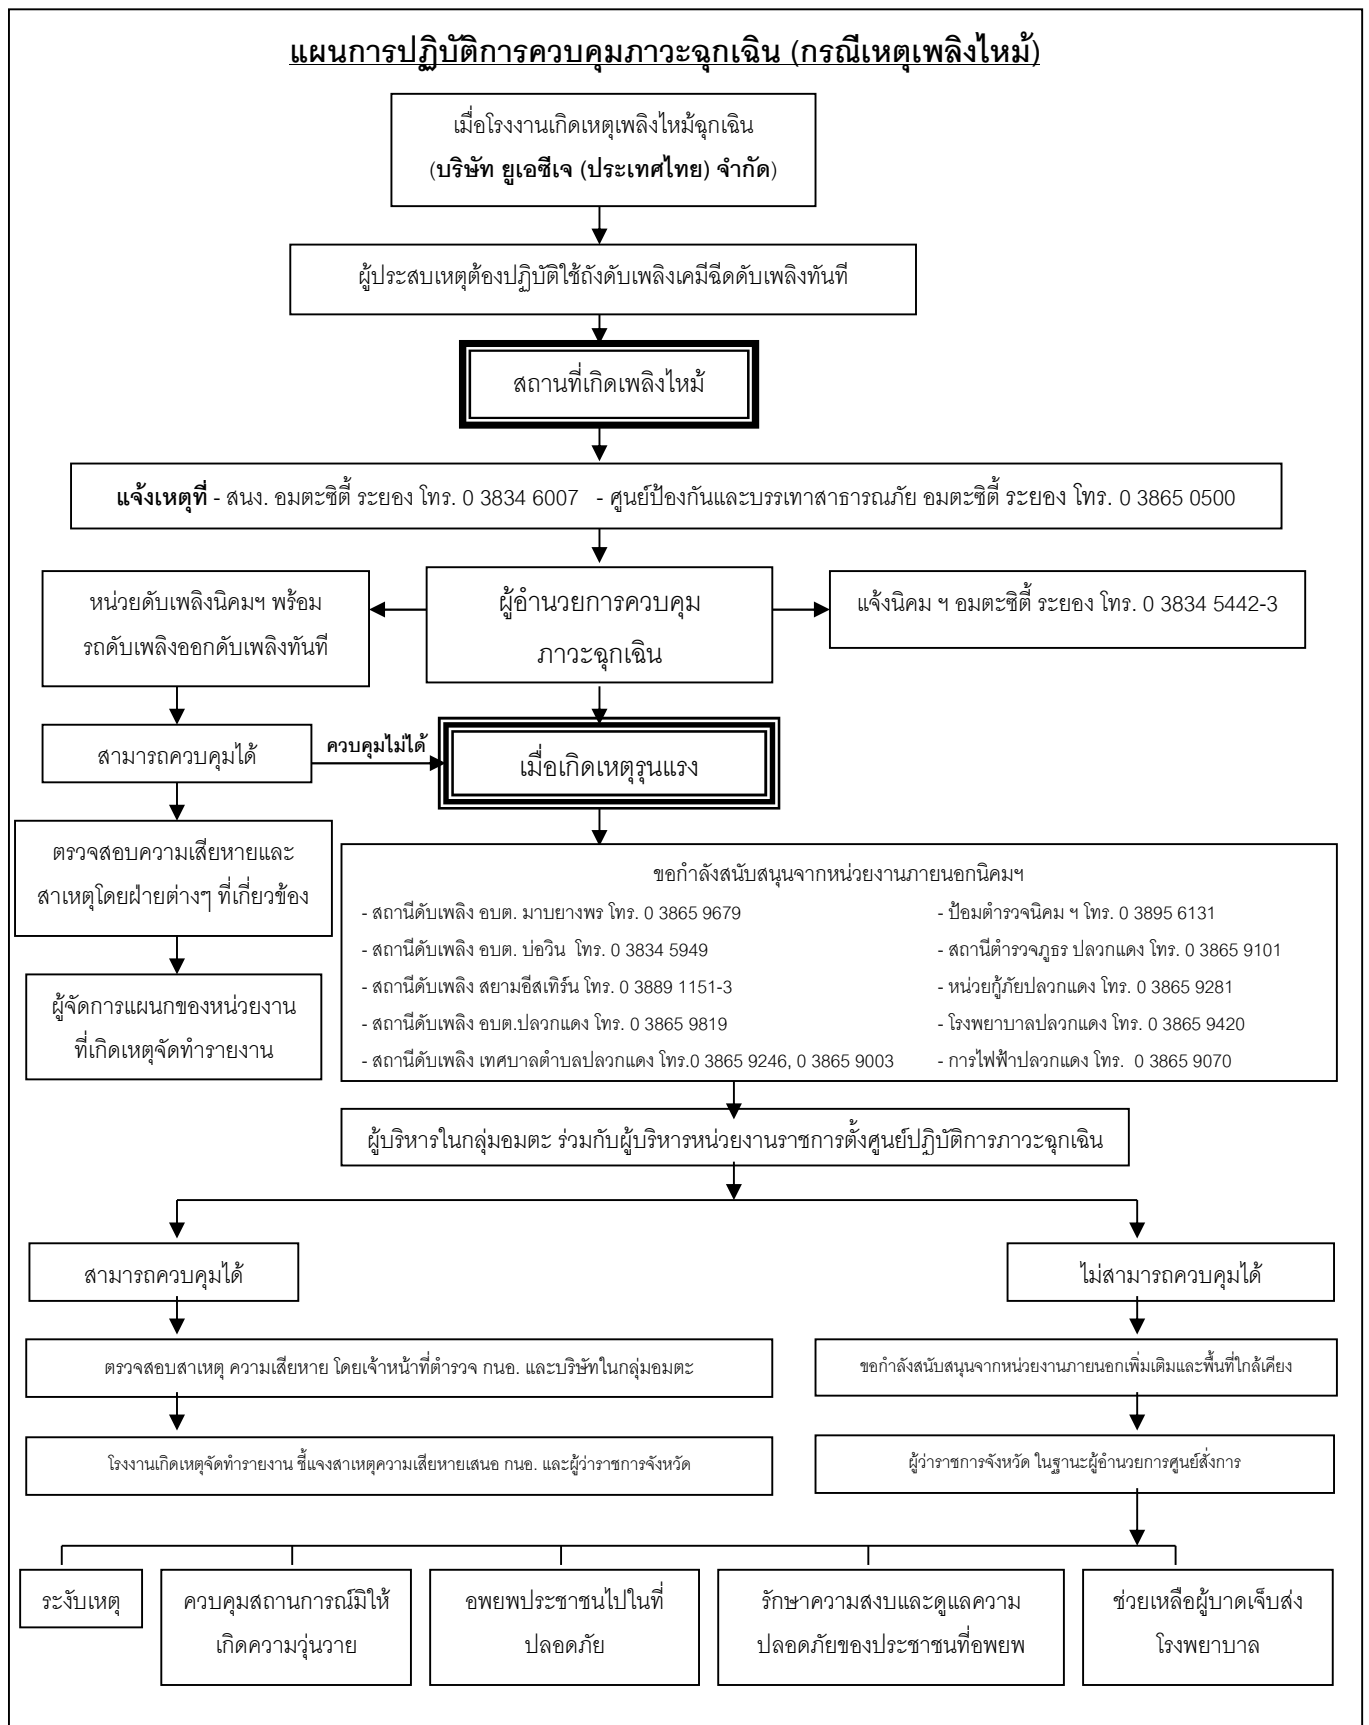 แผนการปฏิบัติการควบคุมภาวะฉุกเฉิน (กรณีเหตุเพลิงไหม้)
เมื่อโรงงานเกิดเหตุเพลิงไหม้ฉุกเฉิน
(บริษัท ยูเอซีเจ (ประเทศไทย) จำกัด)
ผู้ประสบเหตุต้องปฏิบัติใช้ถังดับเพลิงเคมีฉีดดับเพลิงทันที
สถานที่เกิดเพลิงไหม้
แจ้งเหตุที่ - สนง. อมตะซิตี้ ระยอง โทร. 0 3834 6007 - ศูนย์ป้องกันและบรรเทาสาธารณภัย อมตะซิตี้ ระยอง โทร. 0 3865 0500
หน่วยดับเพลิงนิคมฯ พร้อม
รถดับเพลิงออกดับเพลิงทันที
ผู้อำนวยการควบคุม
ภาวะฉุกเฉิน
แจ้งนิคม ฯ อมตะซิตี้ ระยอง โทร. 0 3834 5442-3
สามารถควบคุมได้
ควบคุมไม่ได้
เมื่อเกิดเหตุรุนแรง
ตรวจสอบความเสียหายและ
สาเหตุโดยฝ่ายต่างๆ ที่เกี่ยวข้อง
ผู้จัดการแผนกของหน่วยงาน
ที่เกิดเหตุจัดทำรายงาน
ขอกำลังสนับสนุนจากหน่วยงานภายนอกนิคมฯ
- สถานีดับเพลิง อบต. มาบยางพร โทร. 0 3865 9679
- ป้อมตำรวจนิคม ฯ โทร. 0 3895 6131
- สถานีดับเพลิง อบต. บ่อวิน โทร. 0 3834 5949
- สถานีตำรวจภูธร ปลวกแดง โทร. 0 3865 9101
- สถานีดับเพลิง สยามอีสเทิร์น โทร. 0 3889 1151-3
- หน่วยกู้ภัยปลวกแดง โทร. 0 3865 9281
- สถานีดับเพลิง อบต.ปลวกแดง โทร. 0 3865 9819
- โรงพยาบาลปลวกแดง โทร. 0 3865 9420
- สถานีดับเพลิง เทศบาลตำบลปลวกแดง โทร.0 3865 9246, 0 3865 9003
- การไฟฟ้าปลวกแดง โทร. 0 3865 9070
ผู้บริหารในกลุ่มอมตะ ร่วมกับผู้บริหารหน่วยงานราชการตั้งศูนย์ปฏิบัติการภาวะฉุกเฉิน
สามารถควบคุมได้
ไม่สามารถควบคุมได้
ตรวจสอบสาเหตุ ความเสียหาย โดยเจ้าหน้าที่ตำรวจ กนอ. และบริษัทในกลุ่มอมตะ
ขอกำลังสนับสนุนจากหน่วยงานภายนอกเพิ่มเติมและพื้นที่ใกล้เคียง
โรงงานเกิดเหตุจัดทำรายงาน ชี้แจงสาเหตุความเสียหายเสนอ กนอ. และผู้ว่าราชการจังหวัด
ผู้ว่าราชการจังหวัด ในฐานะผู้อำนวยการศูนย์สั่งการ
ระงับเหตุ
ควบคุมสถานการณ์มิให้
เกิดความวุ่นวาย
อพยพประชาชนไปในที่
ปลอดภัย
รักษาความสงบและดูแลความ
ปลอดภัยของประชาชนที่อพยพ
ช่วยเหลือผู้บาดเจ็บส่ง
โรงพยาบาล